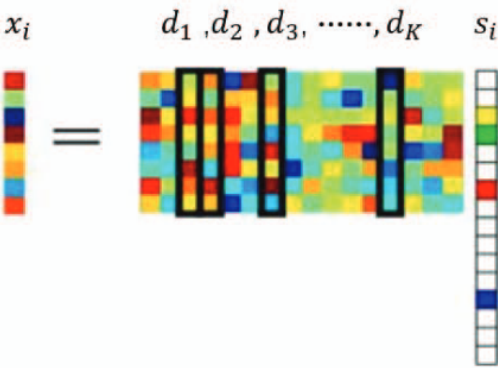 x_i d_1 ,d_2 ,d_3, ⋯⋯, d_K s_i
=